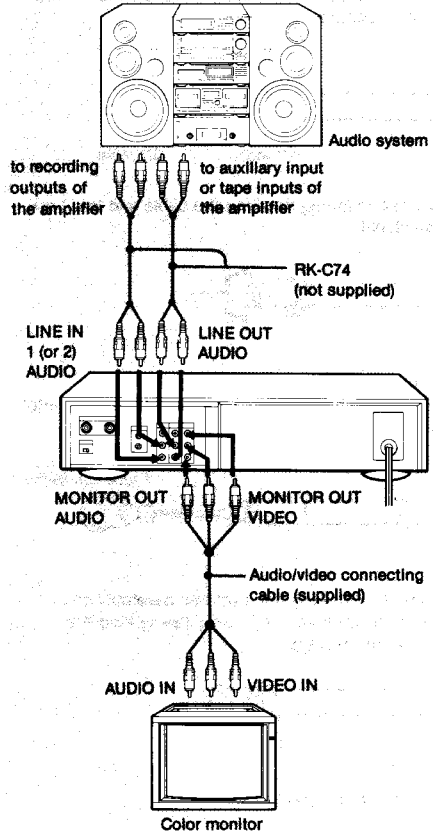 Audio system
to recording
outputs of
the amplifier
to auxiliary input
or tape inputs of
the amplifier
RK-C74
(not supplied)
LINE IN
1 (or 2)
AUDIO
LINE OUT
AUDIO
MONITOR OUT
AUDIO
MONITOR OUT
VIDEO
Audio/video connecting
cable (supplied)
AUDIO IN
VIDEO IN
Color monitor